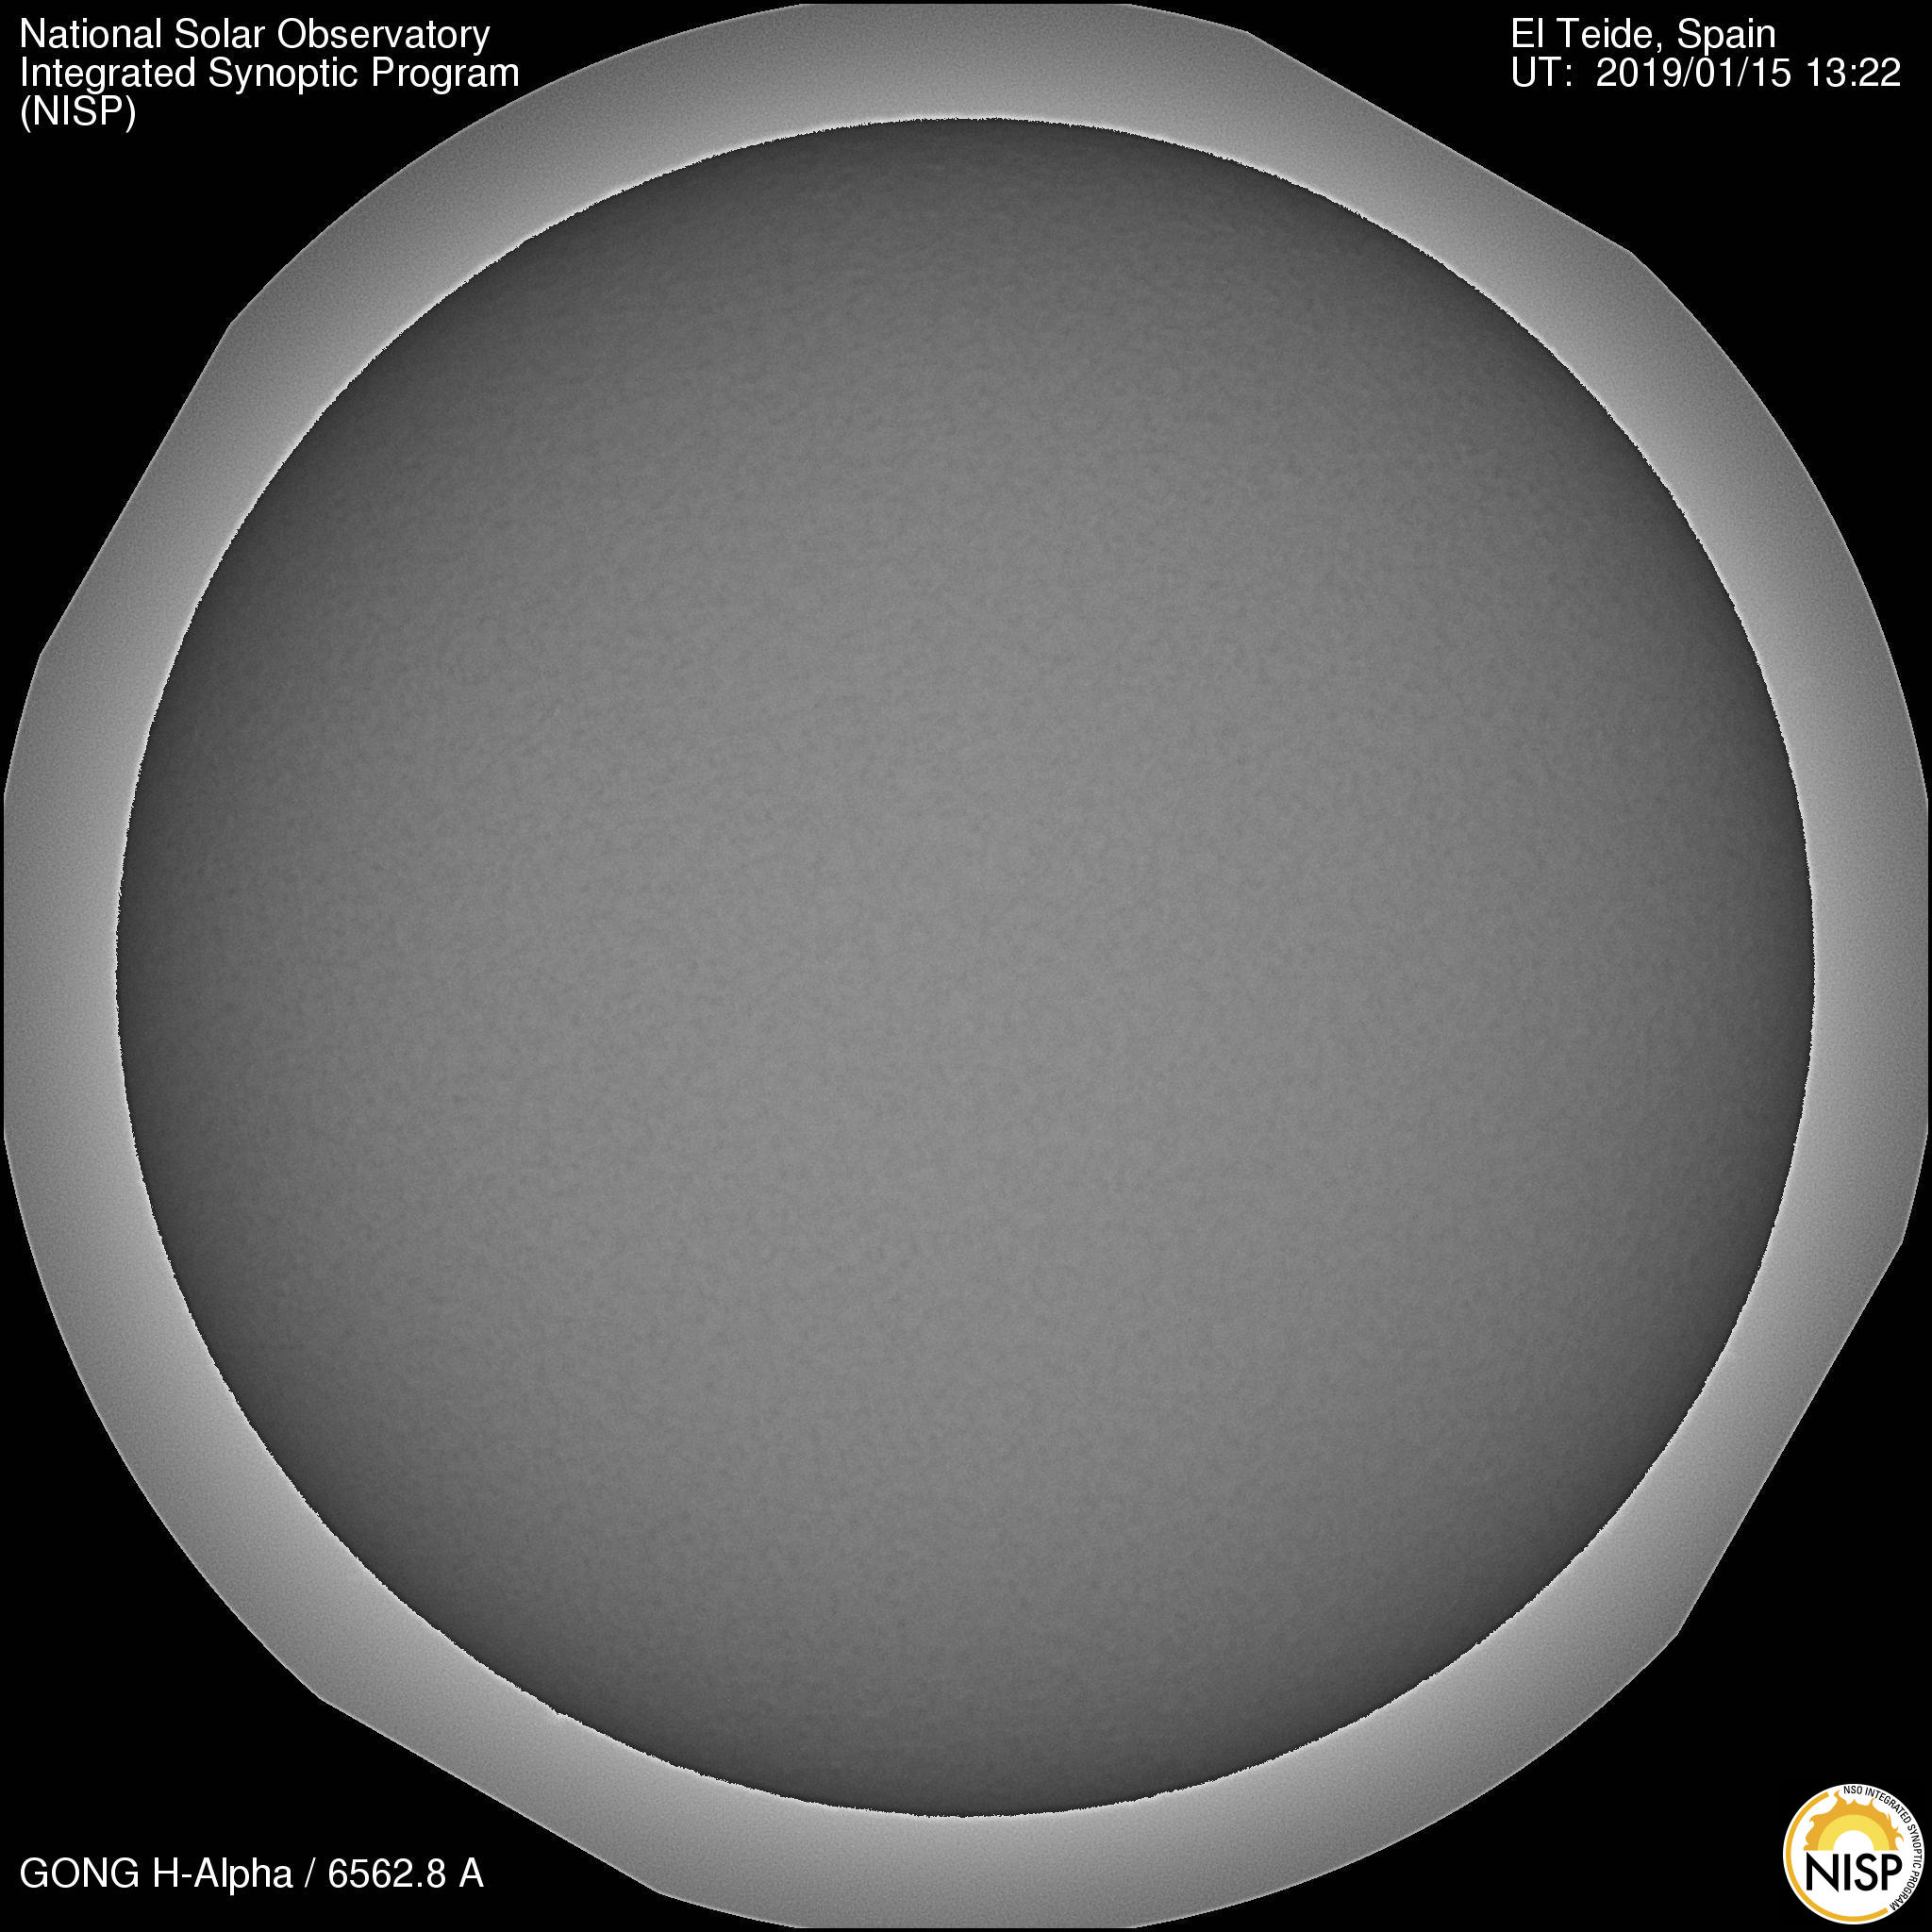 National Solar Observatory
Integrated Synoptic Program
(NISP)
El Teide, Spain
UT: 2019/01/15 13:22
GONG H-Alpha / 6562.8 A
NSO INTEGRATED SYNOPTIC PROGRAM
NISP